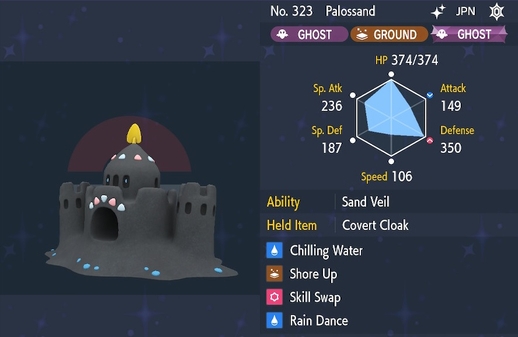 No. 323 Palossand JPN
GHOST GROUND GHOST
HP 374/374
Sp. Atk Attack
236 149
Sp. Def Defense
187 350
Speed 106
Ability Sand Veil
Held Item Covert Cloak
Chilling Water
Shore Up
Skill Swap
Rain Dance